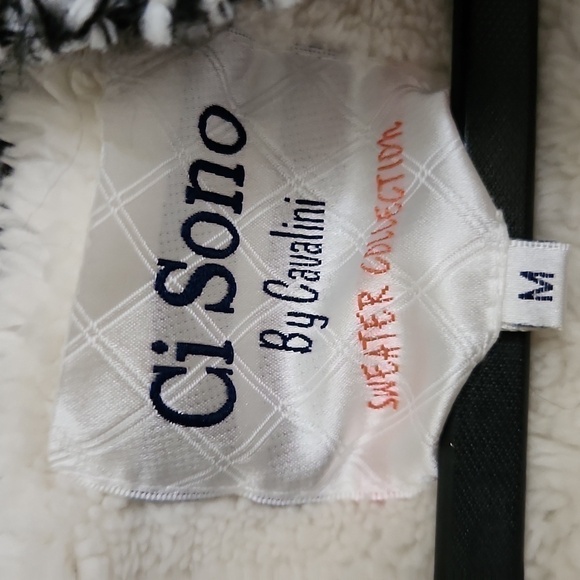 Ci Sono
By Cavalini
SWEATER COLLECTION
M